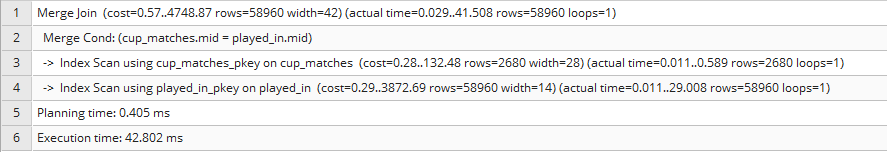 1 Merge Join (cost=0.57..4748.87 rows=58960 width=42) (actual time=0.029..41.508 rows=58960 loops=1)
2 Merge Cond: (cup_matches.mid = played_in.mid)
3 -> Index Scan using cup_matches_pkey on cup_matches (cost=0.28..132.48 rows=2680 width=28) (actual time=0.011..0.589 rows=2680 loops=1)
4 -> Index Scan using played_in_pkey on played_in (cost=0.29..3872.69 rows=58960 width=14) (actual time=0.011..29.008 rows=58960 loops=1)
5 Planning time: 0.405 ms
6 Execution time: 42.802 ms